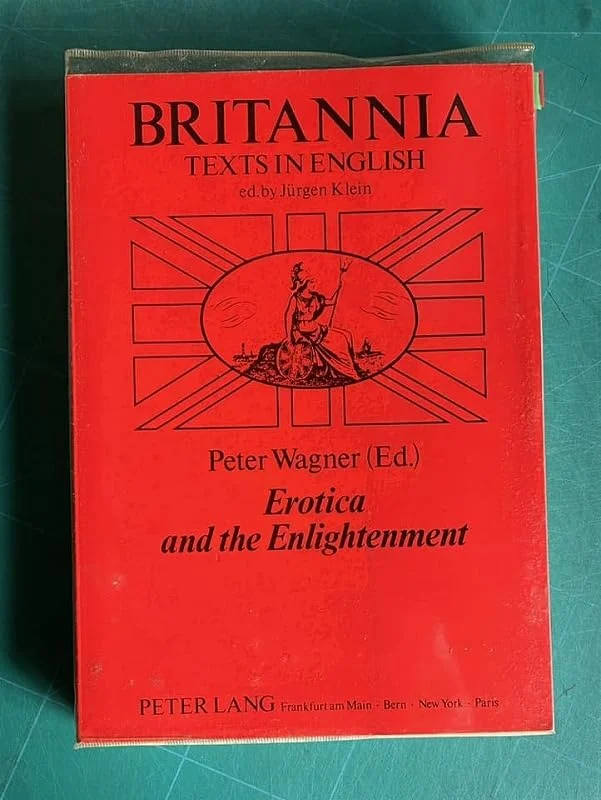 BRITANNIA
TEXTS IN ENGLISH
ed. by Jürgen Klein
Peter Wagner (Ed.)
Erotica
and the Enlightenment
PETER LANG Frankfurt am Main · Bern · New York · Paris